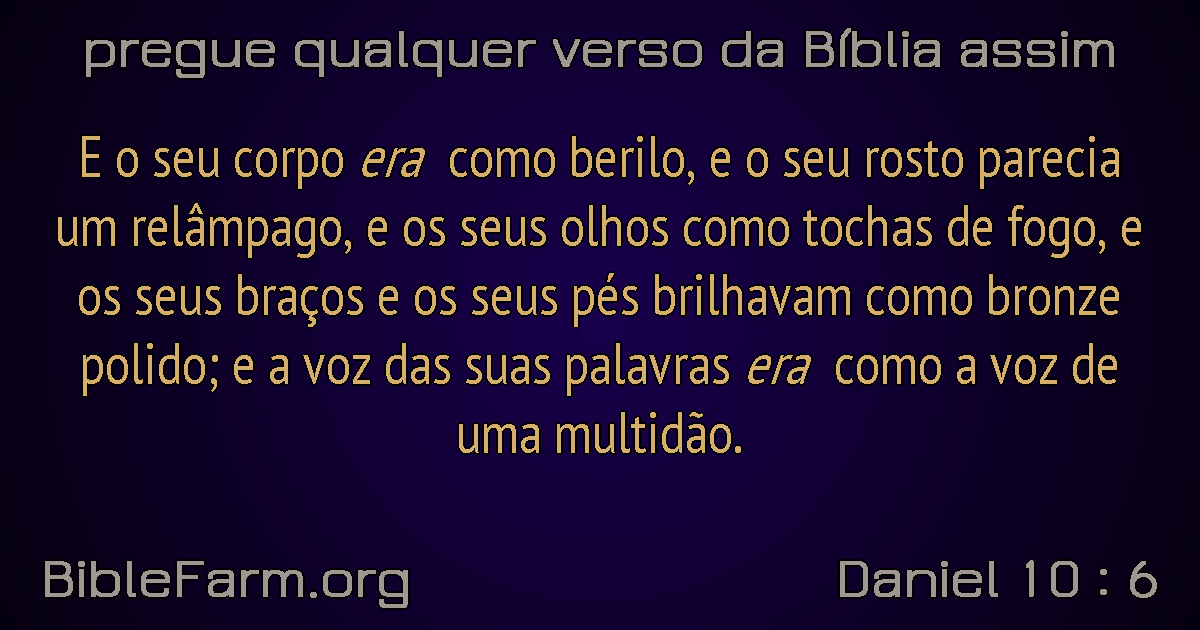 pregue qualquer verso da Bíblia assim
E o seu corpo era como berilo, e o seu rosto parecia
um relâmpago, e os seus olhos como tochas de fogo, e
os seus braços e os seus pés brilhavam como bronze
polido; e a voz das suas palavras era como a voz de
uma multidão.
BibleFarm.org
Daniel 10 : 6